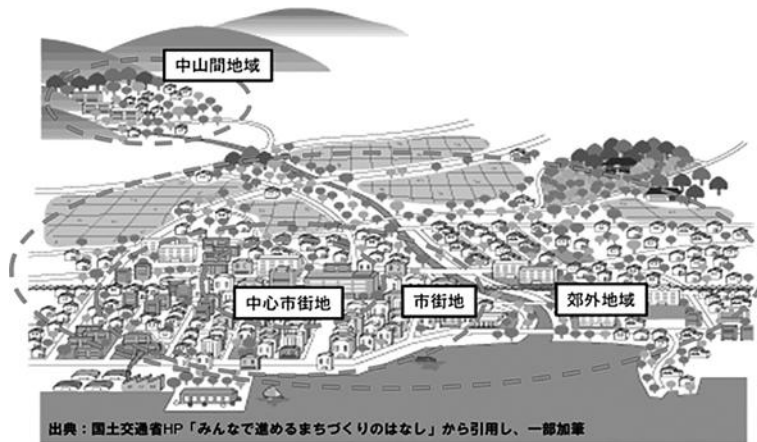 中山間地域
中心市街地
市街地
郊外地域
出典：国土交通省HP「みんなで進めるまちづくりのはなし」から引用し、一部加筆